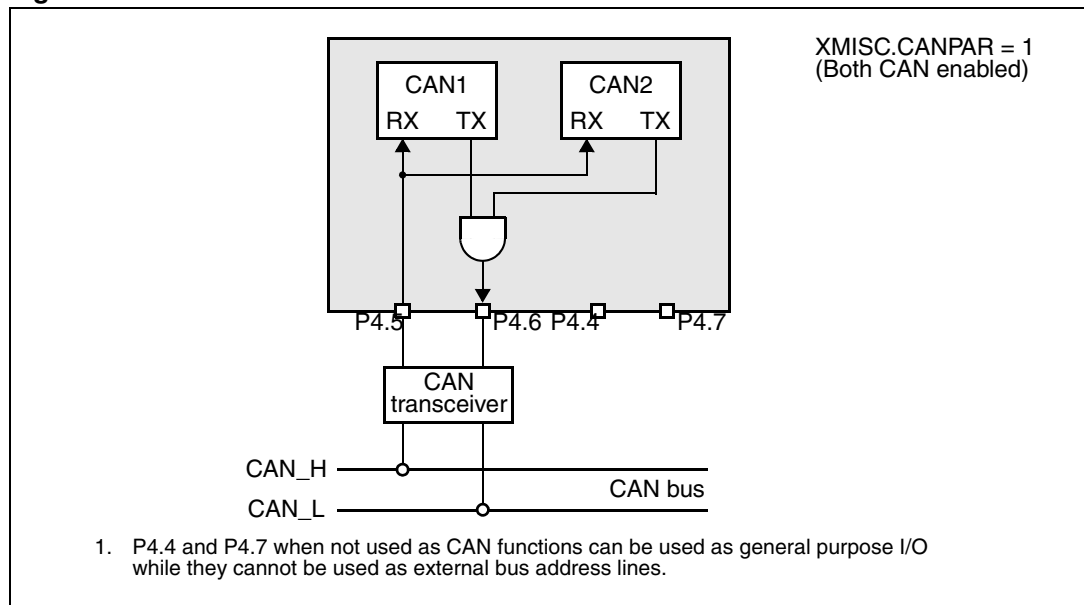 XMISC.CANPAR = 1
(Both CAN enabled)
CAN1
RX TX
CAN2
RX TX
P4.5
P4.6 P4.4
P4.7
CAN
transceiver
CAN_H
CAN bus
CAN_L
1. P4.4 and P4.7 when not used as CAN functions can be used as general purpose I/O
while they cannot be used as external bus address lines.